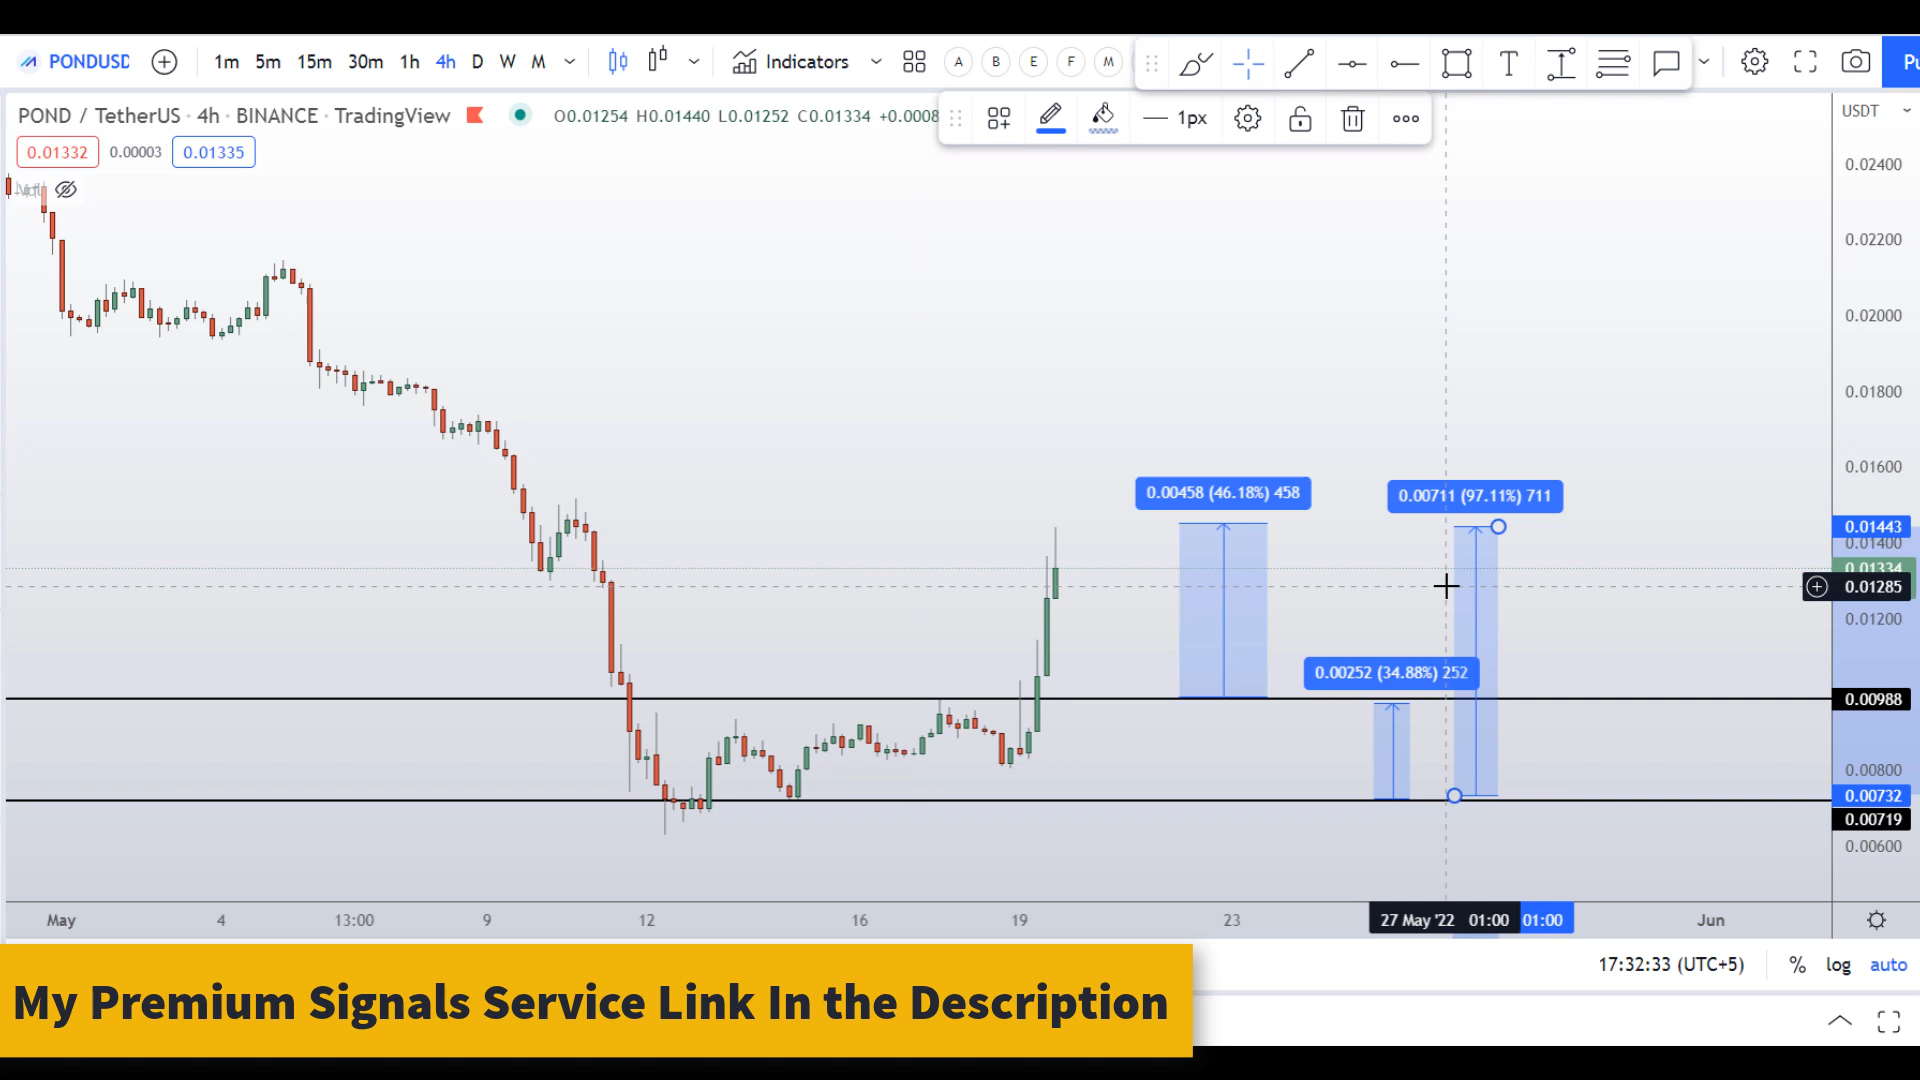 PONDUSD 1m 5m 15m 30m 1h 4h D W M Indicators A B E F M
POND / TetherUS · 4h · BINANCE · TradingView O0.01254 H0.01440 L0.01252 C0.01334 +0.0008
1px
USDT
0.01332 0.00003 0.01335
0.02400
0.02200
0.02000
0.01800
0.01600
0.00458 (46.18%) 458
0.00711 (97.11%) 711
0.01443
0.01400
0.01334
0.01285
0.01200
0.00252 (34.88%) 252
0.00988
0.00800
0.00732
0.00719
0.00600
May 4 13:00 9 12 16 19 23 27 May '22 01:00 01:00 Jun
17:32:33 (UTC+5) % log auto
My Premium Signals Service Link In the Description